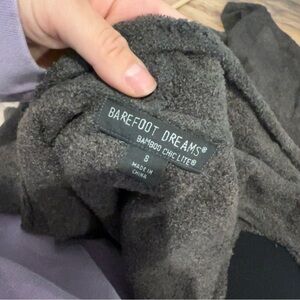 BAREFOOT DREAMS®
BAMBOO CHIC LITE®
S
MADE IN
CHINA